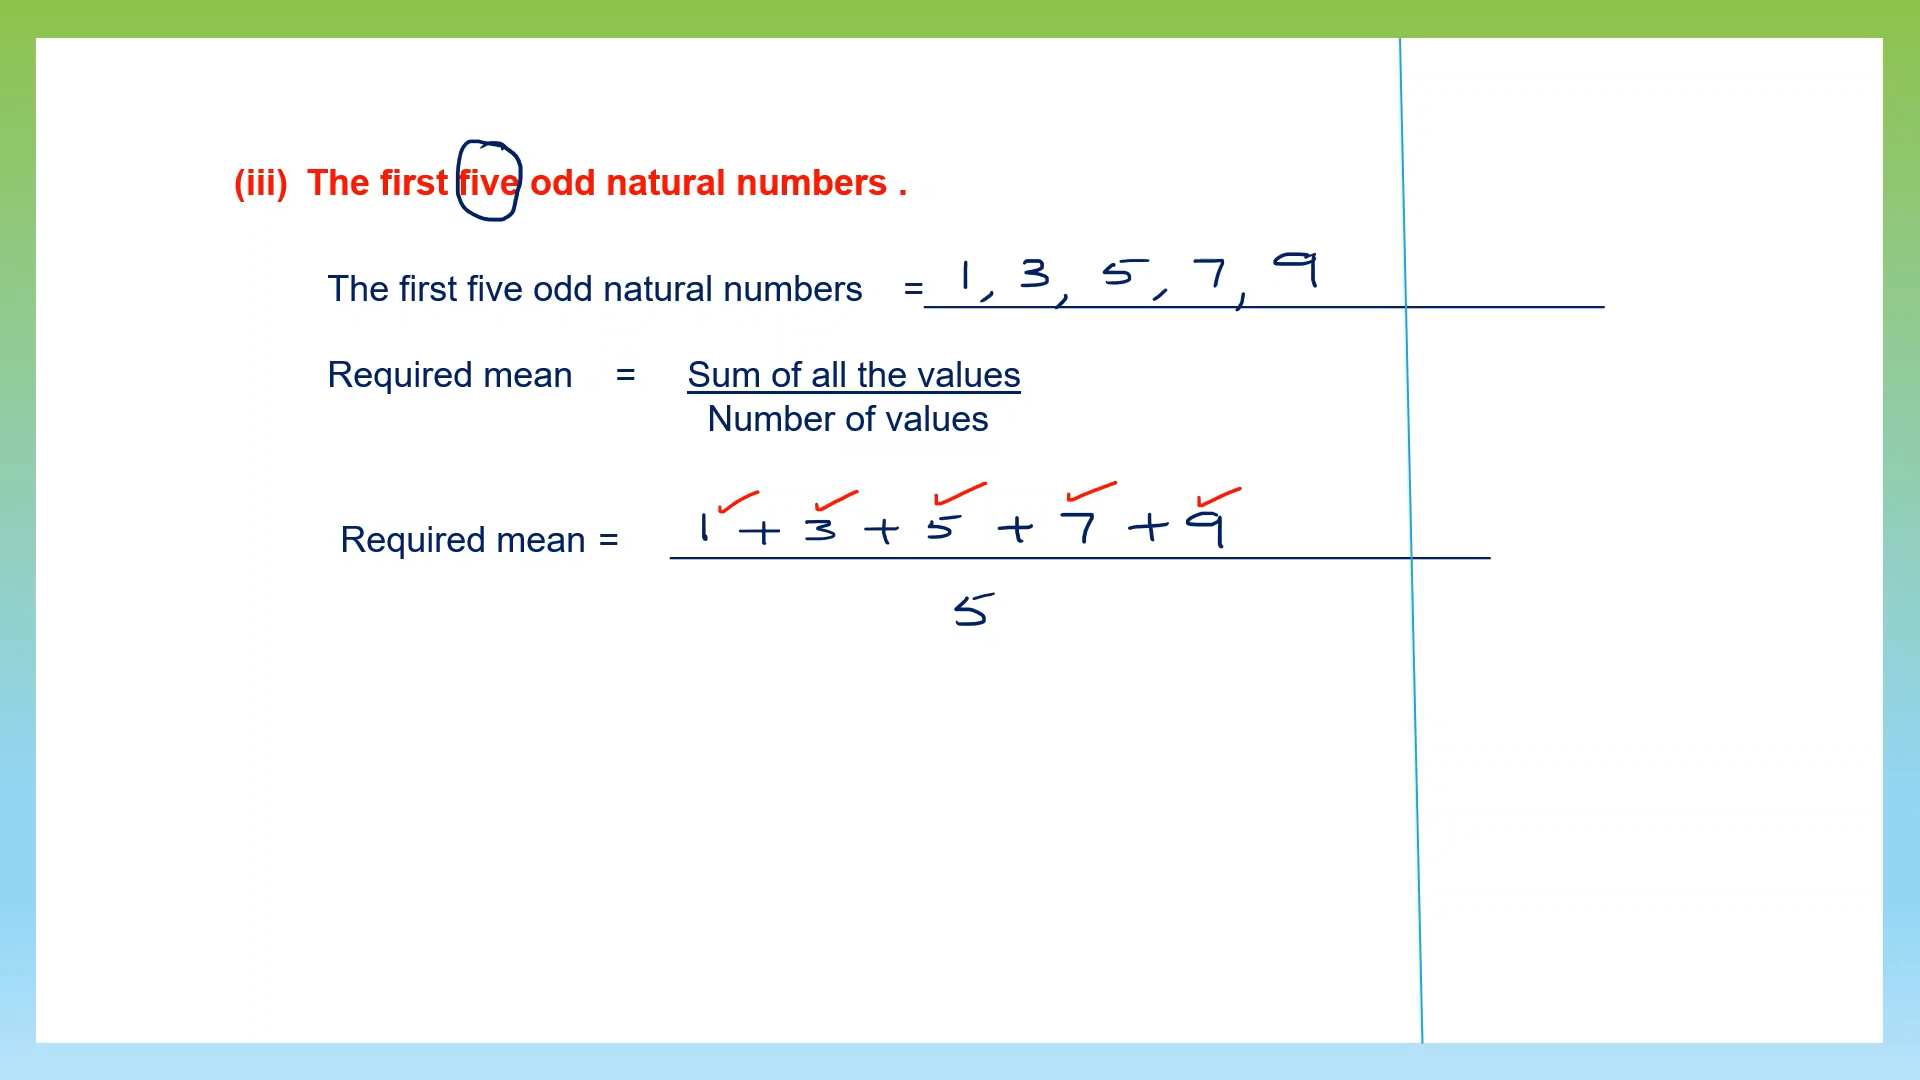 (iii) The first five odd natural numbers .
The first five odd natural numbers = 1, 3, 5, 7, 9
Required mean = Sum of all the values
Number of values
Required mean = 1 + 3 + 5 + 7 + 9
5